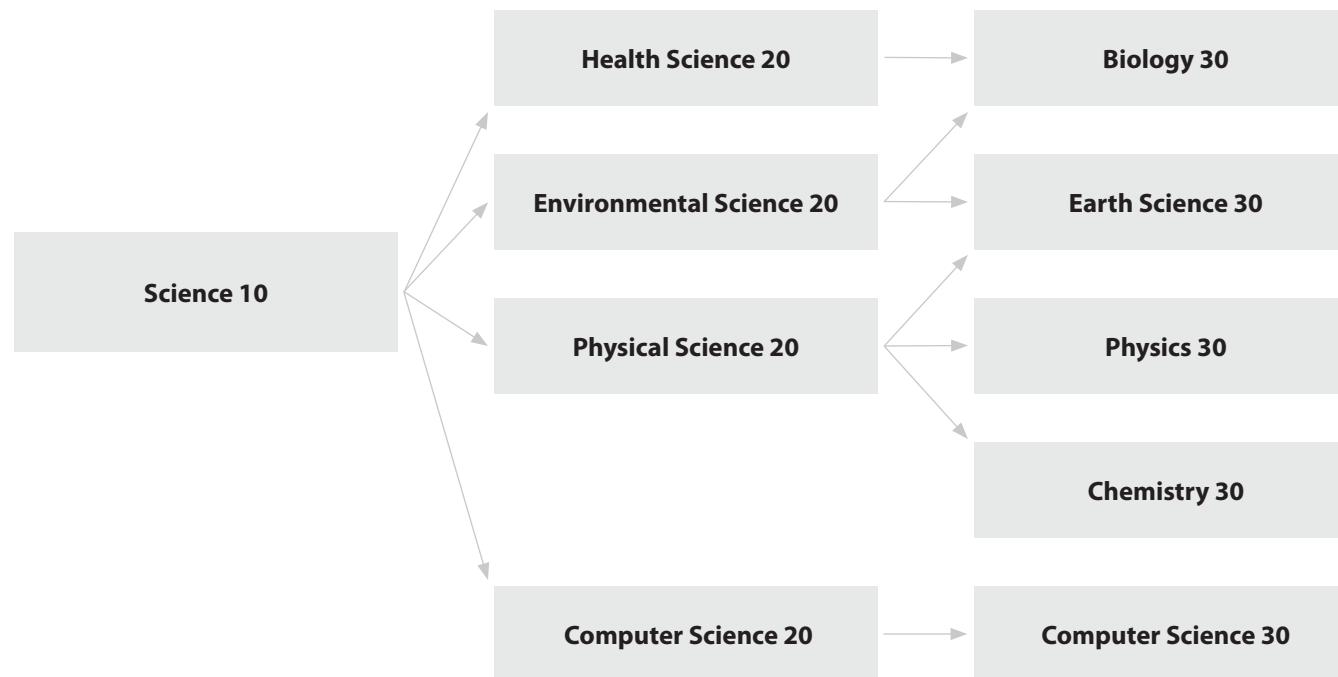 Health Science 20
Biology 30
Environmental Science 20
Earth Science 30
Science 10
Physical Science 20
Physics 30
Chemistry 30
Computer Science 20
Computer Science 30